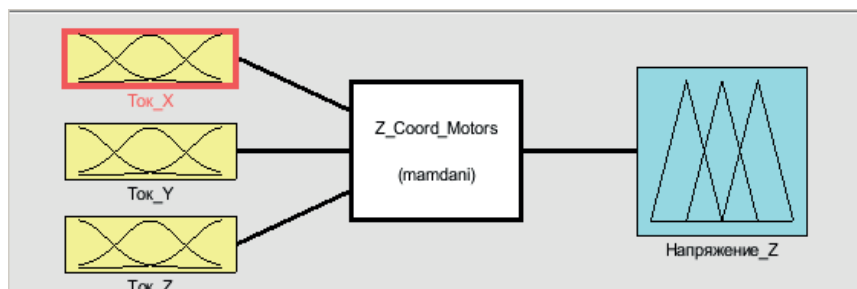 Ток_X
Z_Coord_Motors
(mamdani)
Ток_Y
Напряжение_Z
Ток_Z